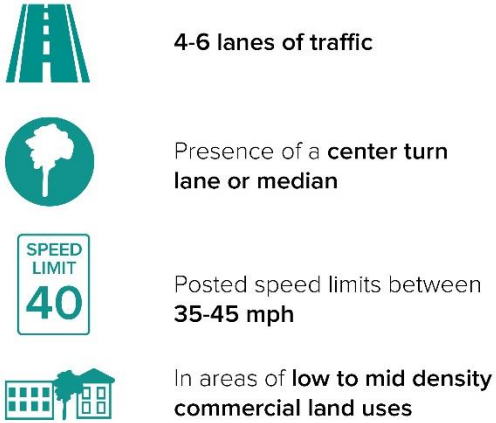 4-6 lanes of traffic
Presence of a center turn
lane or median
SPEED
LIMIT
40
Posted speed limits between
35-45 mph
In areas of low to mid density
commercial land uses